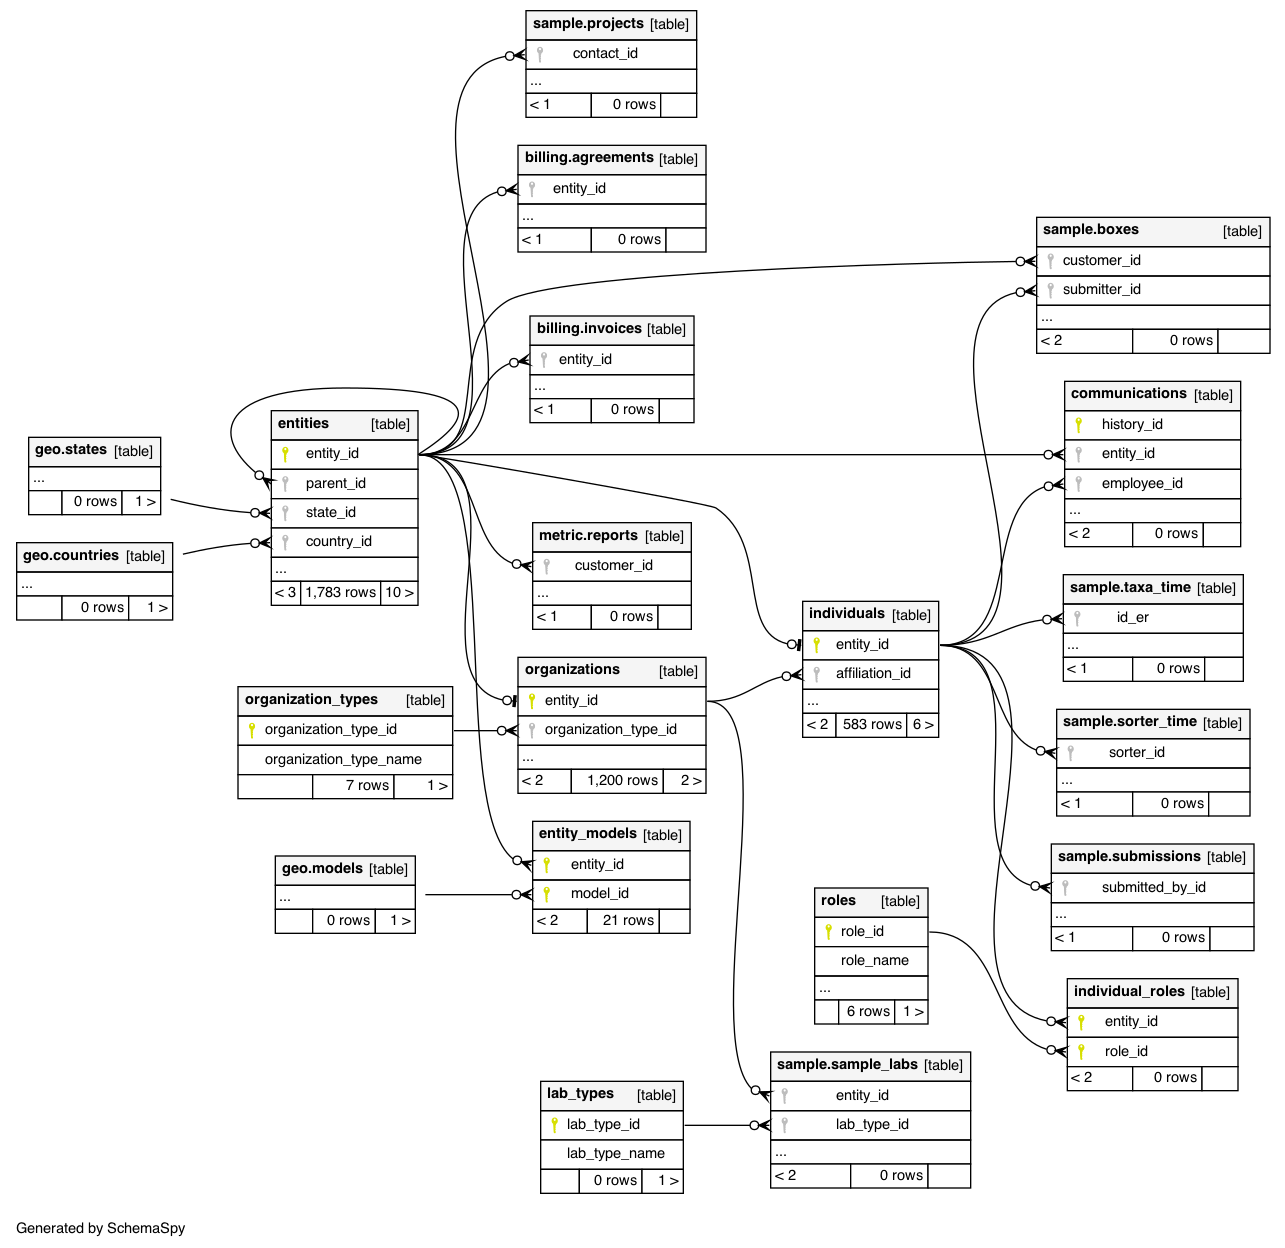 sample.projects [table]
contact_id
...
< 1 0 rows
billing.agreements [table]
entity_id
...
< 1 0 rows
sample.boxes [table]
customer_id
submitter_id
...
< 2 0 rows
billing.invoices [table]
entity_id
...
< 1 0 rows
communications [table]
history_id
entity_id
employee_id
...
< 2 0 rows
entities [table]
entity_id
parent_id
state_id
country_id
...
< 3 1,783 rows 10 >
geo.states [table]
...
0 rows 1 >
geo.countries [table]
...
0 rows 1 >
metric.reports [table]
customer_id
...
< 1 0 rows
sample.taxa_time [table]
id_er
...
< 1 0 rows
individuals [table]
entity_id
affiliation_id
...
< 2 583 rows 6 >
organizations [table]
entity_id
organization_type_id
...
< 2 1,200 rows 2 >
organization_types [table]
organization_type_id
organization_type_name
7 rows 1 >
sample.sorter_time [table]
sorter_id
...
< 1 0 rows
entity_models [table]
entity_id
model_id
< 2 21 rows
geo.models [table]
...
0 rows 1 >
sample.submissions [table]
submitted_by_id
...
< 1 0 rows
roles [table]
role_id
role_name
...
6 rows 1 >
individual_roles [table]
entity_id
role_id
< 2 0 rows
sample.sample_labs [table]
entity_id
lab_type_id
...
< 2 0 rows
lab_types [table]
lab_type_id
lab_type_name
0 rows 1 >
Generated by SchemaSpy